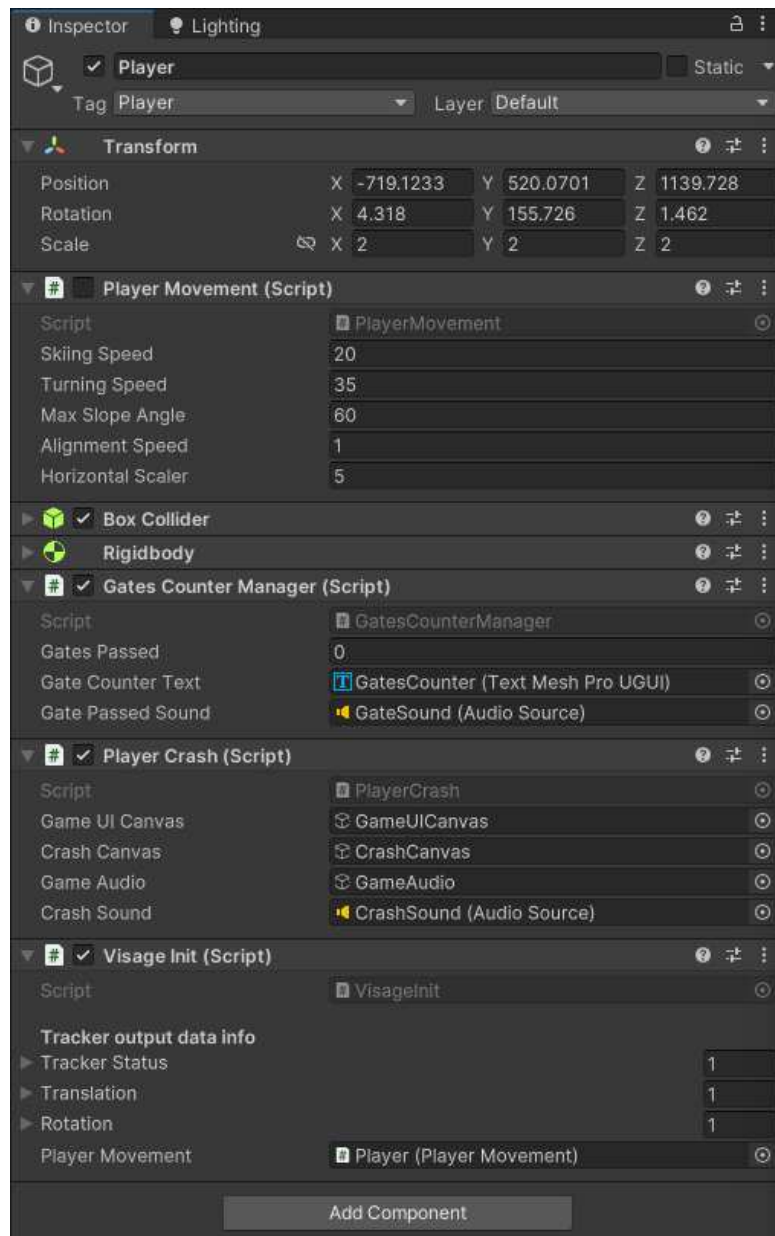 Inspector Lighting
Player Static
Tag Player Layer Default
Transform
Position X -719.1233 Y 520.0701 Z 1139.728
Rotation X 4.318 Y 155.726 Z 1.462
Scale X 2 Y 2 Z 2
# Player Movement (Script)
Script # PlayerMovement
Skiing Speed 20
Turning Speed 35
Max Slope Angle 60
Alignment Speed 1
Horizontal Scaler 5
Box Collider
Rigidbody
# Gates Counter Manager (Script)
Script # GatesCounterManager
Gates Passed 0
Gate Counter Text T GatesCounter (Text Mesh Pro UGUI)
Gate Passed Sound GateSound (Audio Source)
# Player Crash (Script)
Script # PlayerCrash
Game UI Canvas GameUICanvas
Crash Canvas CrashCanvas
Game Audio GameAudio
Crash Sound CrashSound (Audio Source)
# Visage Init (Script)
Script # VisageInit
Tracker output data info
Tracker Status 1
Translation 1
Rotation 1
Player Movement # Player (Player Movement)
Add Component